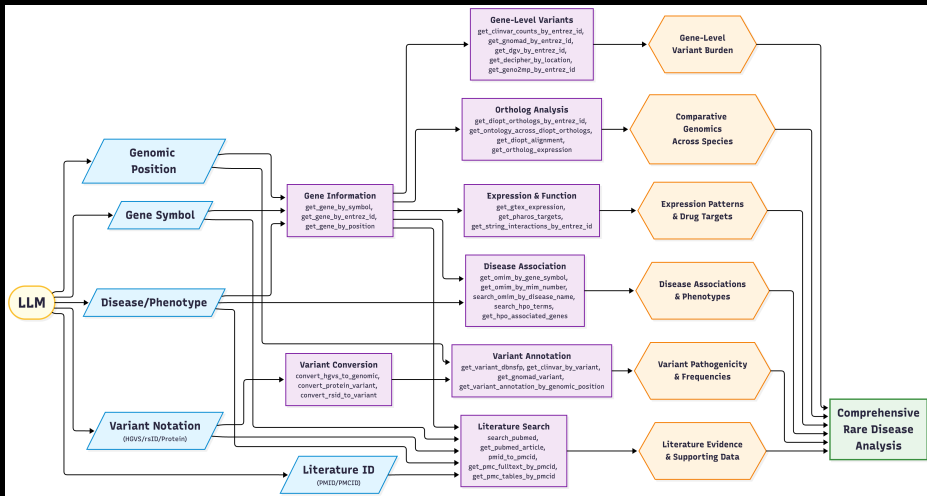 LLM
Genomic
Position
Gene Symbol
Disease/Phenotype
Variant Notation
(HGVS/rsID/Protein)
Literature ID
(PMID/PMCID)
Gene Information
get_gene_by_symbol,
get_gene_by_entrez_id,
get_gene_by_position
Variant Conversion
convert_hgvs_to_genomic,
convert_protein_variant,
convert_rsid_to_variant
Gene-Level Variants
get_clinvar_counts_by_entrez_id,
get_gnomad_by_entrez_id,
get_dgv_by_entrez_id,
get_decipher_by_location,
get_geno2mp_by_entrez_id
Ortholog Analysis
get_diopt_orthologs_by_entrez_id,
get_ontology_across_diopt_orthologs,
get_diopt_alignment,
get_ortholog_expression
Expression & Function
get_gtex_expression,
get_pharos_targets,
get_string_interactions_by_entrez_id
Disease Association
get_omim_by_gene_symbol,
get_omim_by_mim_number,
search_omim_by_disease_name,
search_hpo_terms,
get_hpo_associated_genes
Variant Annotation
get_variant_dbnsfp, get_clinvar_by_variant,
get_gnomad_variant,
get_variant_annotation_by_genomic_position
Literature Search
search_pubmed,
get_pubmed_article,
pmid_to_pmcid,
get_pmc_fulltext_by_pmcid,
get_pmc_tables_by_pmcid
Gene-Level
Variant Burden
Comparative
Genomics
Across Species
Expression Patterns
& Drug Targets
Disease Associations
& Phenotypes
Variant Pathogenicity
& Frequencies
Literature Evidence
& Supporting Data
Comprehensive
Rare Disease
Analysis